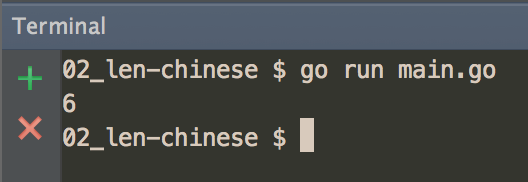 Terminal
02_len-chinese $ go run main.go
6
02_len-chinese $